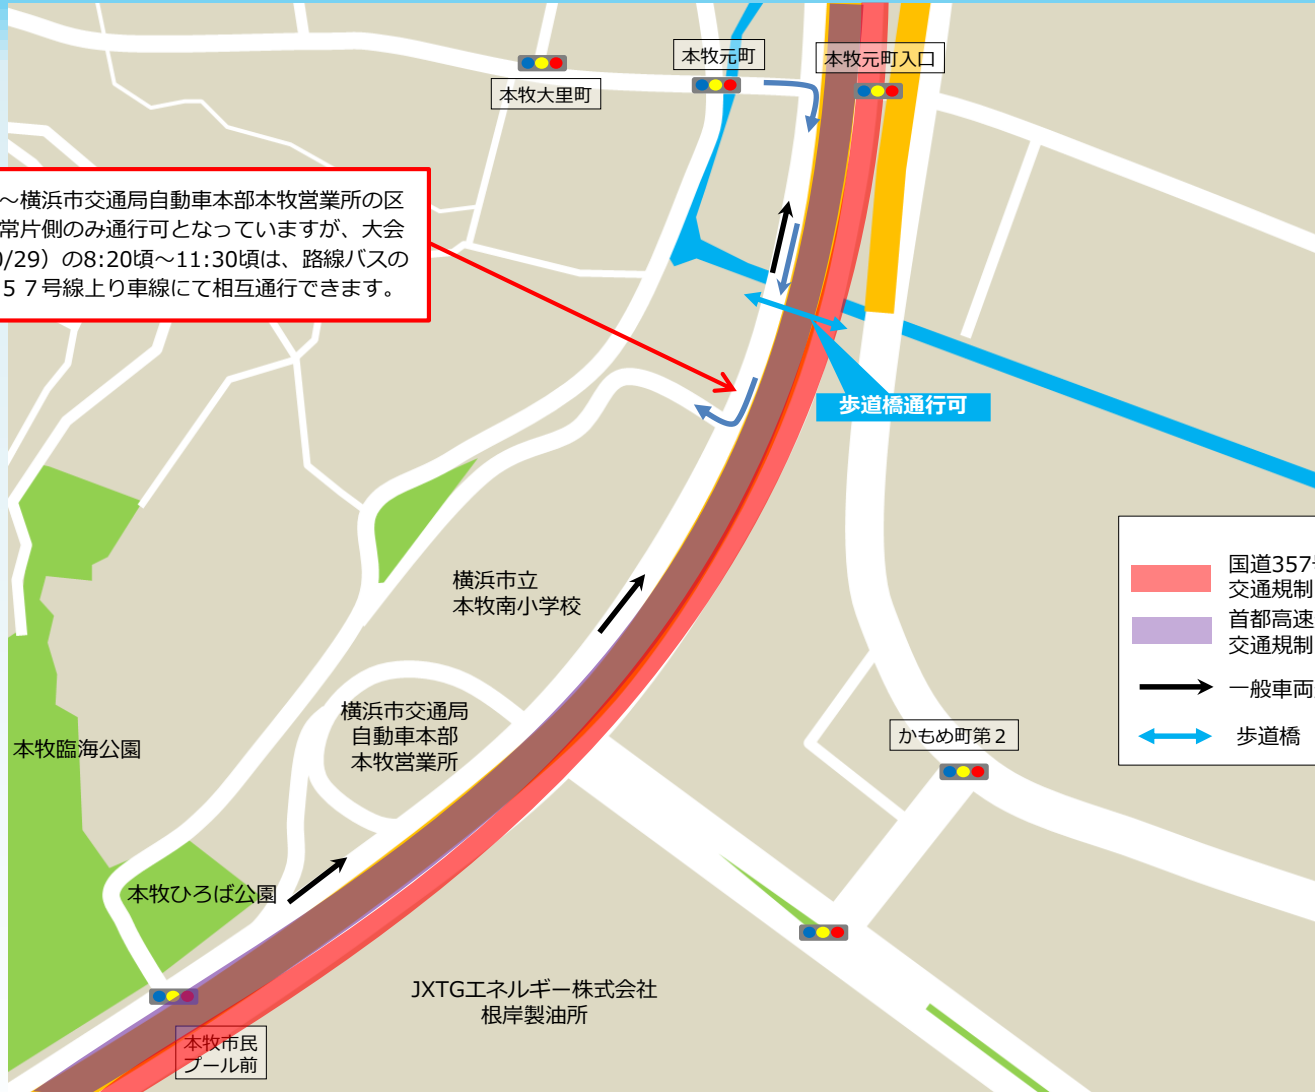 本牧元町
本牧元町入口
本牧大里町
～横浜市交通局自動車本部本牧営業所の区
常片側のみ通行可となっていますが、大会
/29）の8:20頃～11:30頃は、路線バスの
５７号線上り車線にて相互通行できます。
歩道橋通行可
国道357
交通規制
首都高速
交通規制
一般車両
歩道橋
横浜市立
本牧南小学校
横浜市交通局
自動車本部
本牧営業所
かもめ町第２
本牧臨海公園
本牧ひろば公園
JXTGエネルギー株式会社
根岸製油所
本牧市民
プール前